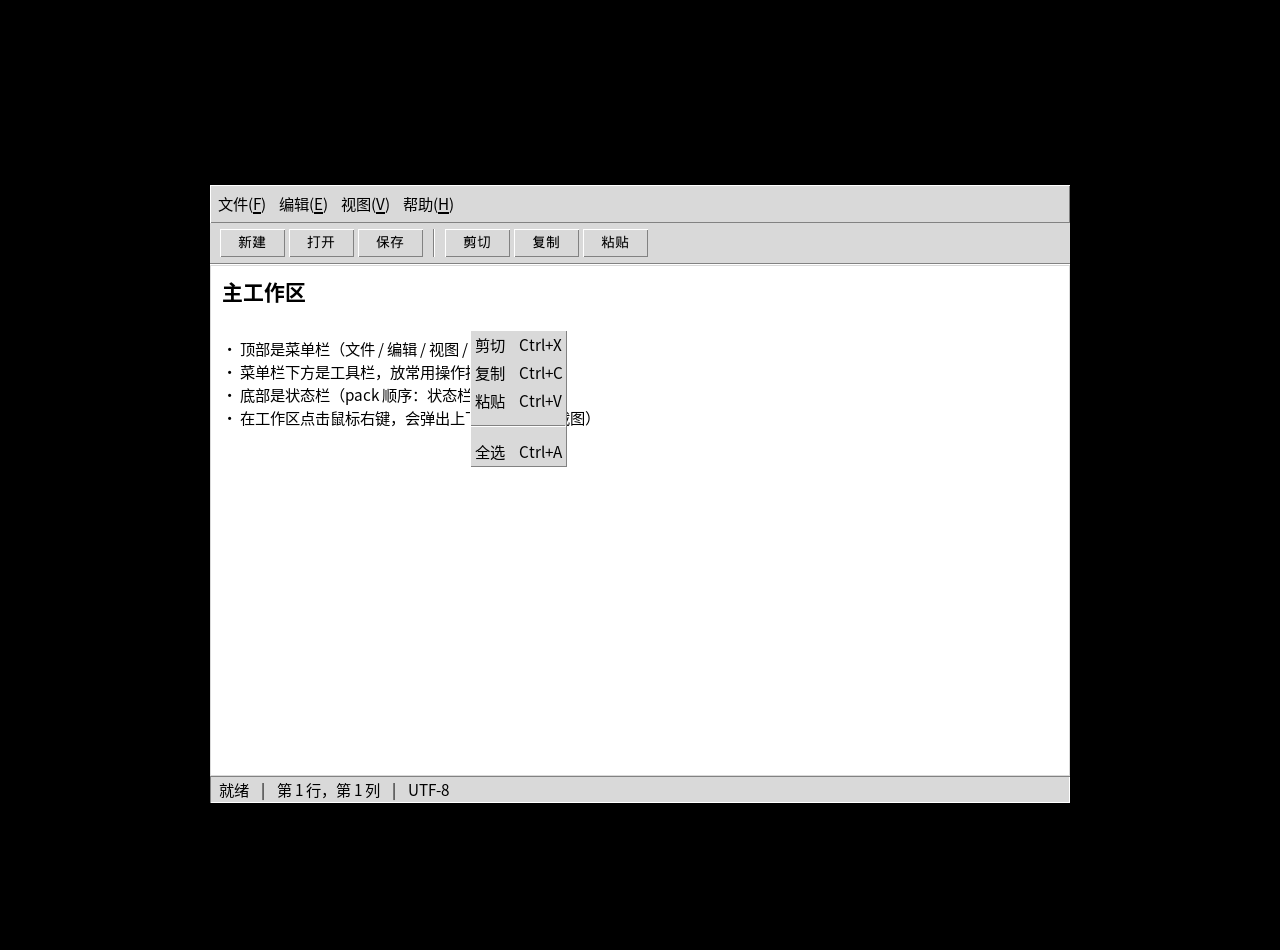 文件(F) 编辑(E) 视图(V) 帮助(H)
新建 打开 保存 剪切 复制 粘贴
主工作区
· 顶部是菜单栏（文件 / 编辑 / 视图 /
· 菜单栏下方是工具栏，放常用操作
· 底部是状态栏（pack 顺序：状态栏
· 在工作区点击鼠标右键，会弹出上 图）
剪切 Ctrl+X
复制 Ctrl+C
粘贴 Ctrl+V
全选 Ctrl+A
就绪 | 第 1 行，第 1 列 | UTF-8